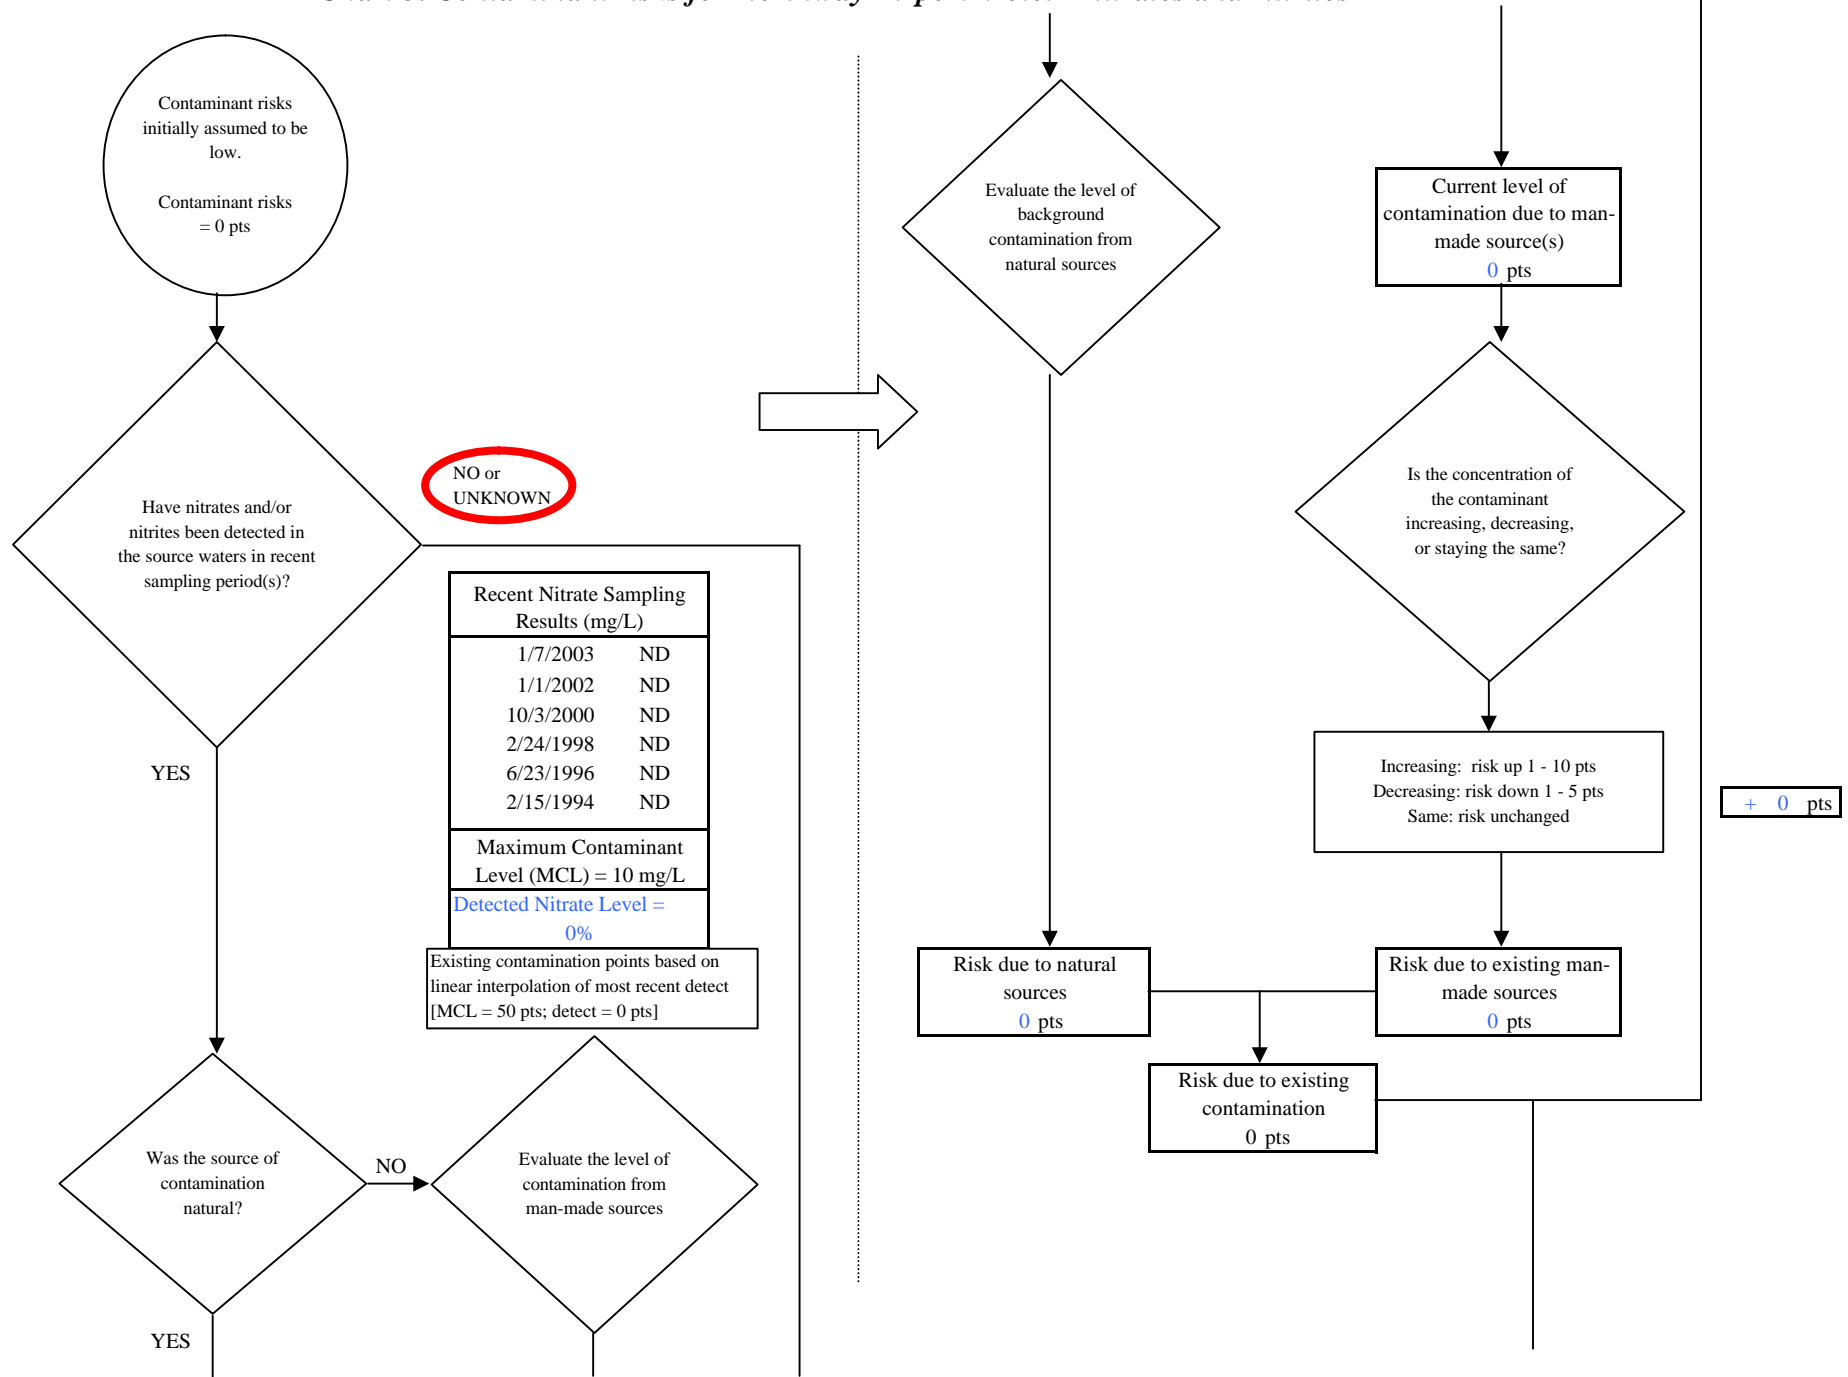 Contaminant risks
initially assumed to be
low.
Contaminant risks
= 0 pts
Have nitrates and/or
nitrites been detected in
the source waters in recent
sampling period(s)?
NO or
UNKNOWN
Recent Nitrate Sampling
Results (mg/L)
1/7/2003 ND
1/1/2002 ND
10/3/2000 ND
2/24/1998 ND
6/23/1996 ND
2/15/1994 ND
Maximum Contaminant
Level (MCL) = 10 mg/L
Detected Nitrate Level =
0%
Existing contamination points based on
linear interpolation of most recent detect
[MCL = 50 pts; detect = 0 pts]
YES
Was the source of
contamination
natural?
NO
Evaluate the level of
contamination from
man-made sources
YES
Evaluate the level of
background
contamination from
natural sources
Current level of
contamination due to man-
made source(s)
0 pts
Is the concentration of
the contaminant
increasing, decreasing,
or staying the same?
Increasing: risk up 1 - 10 pts
Decreasing: risk down 1 - 5 pts
Same: risk unchanged
+ 0 pts
Risk due to natural
sources
0 pts
Risk due to existing man-
made sources
0 pts
Risk due to existing
contamination
0 pts